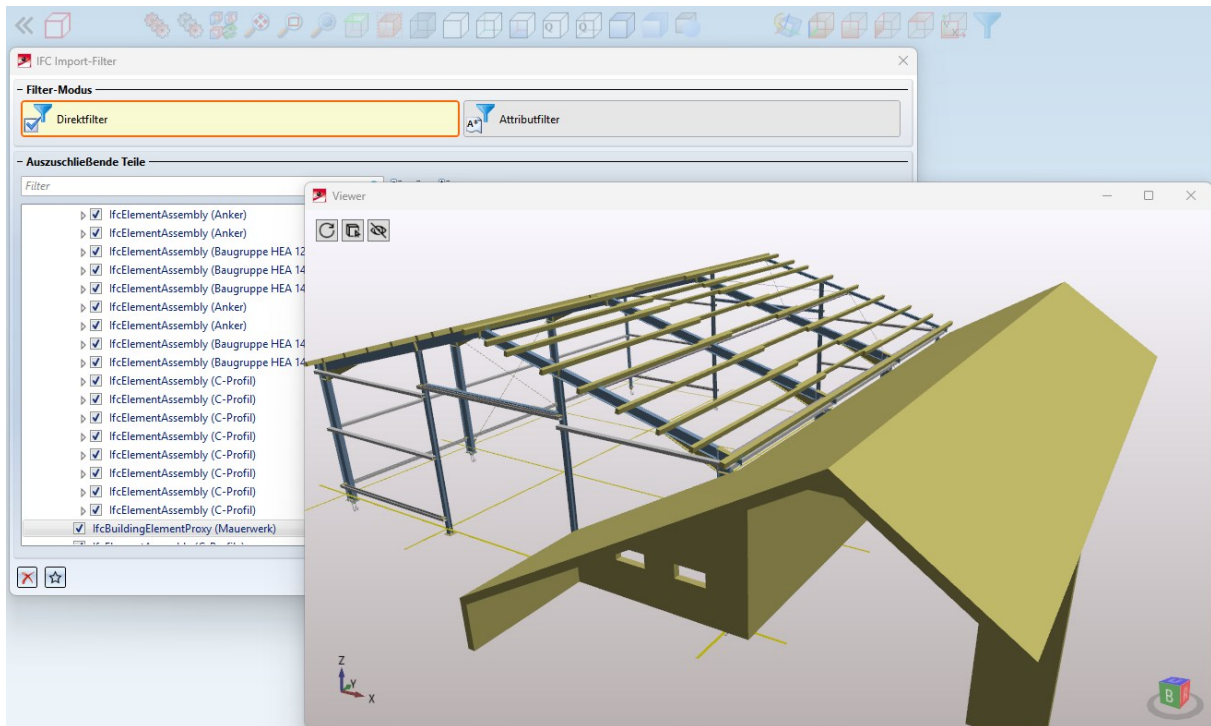 IFC Import-Filter
Filter-Modus
Direktfilter
Attributfilter
Auszuschließende Teile
Filter
IfcElementAssembly (Anker)
IfcElementAssembly (Anker)
IfcElementAssembly (Baugruppe HEA 12
IfcElementAssembly (Baugruppe HEA 14
IfcElementAssembly (Baugruppe HEA 14
IfcElementAssembly (Anker)
IfcElementAssembly (Anker)
IfcElementAssembly (Baugruppe HEA 14
IfcElementAssembly (Baugruppe HEA 14
IfcElementAssembly (C-Profil)
IfcElementAssembly (C-Profil)
IfcElementAssembly (C-Profil)
IfcElementAssembly (C-Profil)
IfcElementAssembly (C-Profil)
IfcElementAssembly (C-Profil)
IfcElementAssembly (C-Profil)
IfcElementAssembly (C-Profil)
IfcBuildingElementProxy (Mauerwerk)
Viewer
Z
Y
X
B